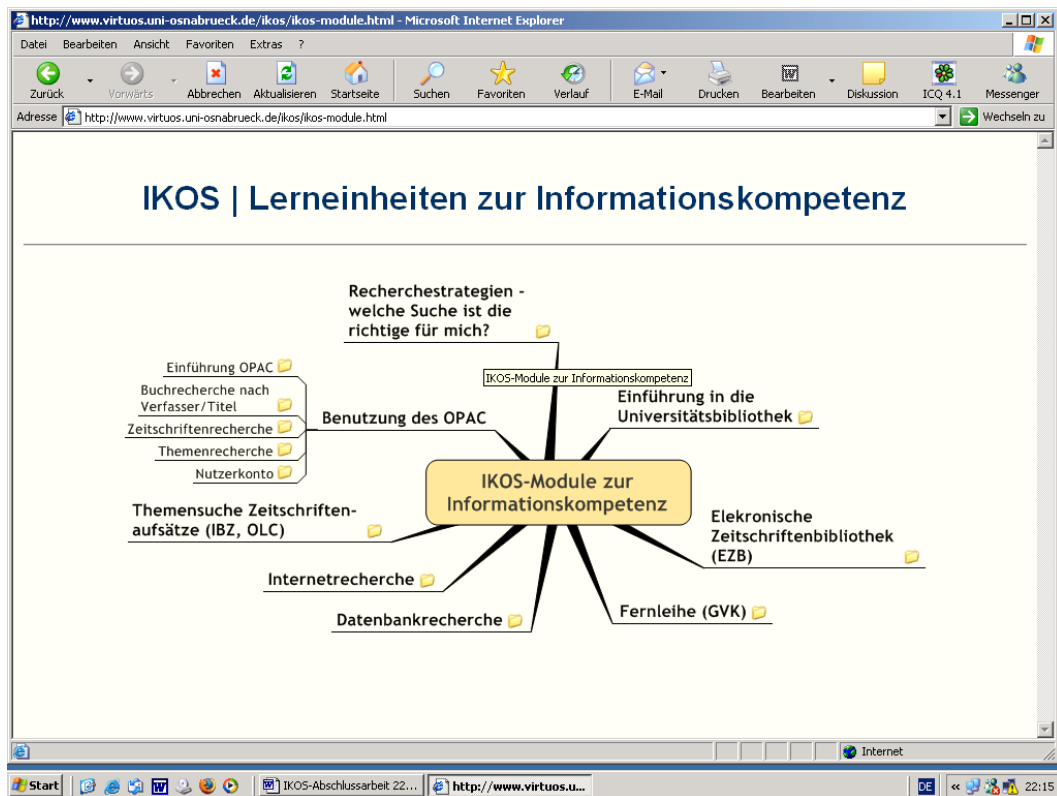 http://www.virtuos.uni-osnabrueck.de/ikos/ikos-module.html - Microsoft Internet Explorer
Datei Bearbeiten Ansicht Favoriten Extras ?
Zurück Vorwärts Abbrechen Aktualisieren Startseite Suchen Favoriten Verlauf E-Mail Drucken Bearbeiten Diskussion ICQ 4.1 Messenger
Adresse http://www.virtuos.uni-osnabrueck.de/ikos/ikos-module.html Wechseln zu
IKOS | Lerneinheiten zur Informationskompetenz
Recherchestrategien -
welche Suche ist die
richtige für mich?
IKOS-Module zur Informationskompetenz
Einführung OPAC
Buchrecherche nach
Verfasser/Titel
Zeitschriftenrecherche
Themenrecherche
Nutzerkonto
Benutzung des OPAC
Einführung in die
Universitätsbibliothek
IKOS-Module zur
Informationskompetenz
Themensuche Zeitschriften-
aufsätze (IBZ, OLC)
Elekronische
Zeitschriftenbibliothek
(EZB)
Internetrecherche
Datenbankrecherche
Fernleihe (GVK)
Internet
Start IKOS-Abschlussarbeit 22... http://www.virtuos.u... DE « 22:15